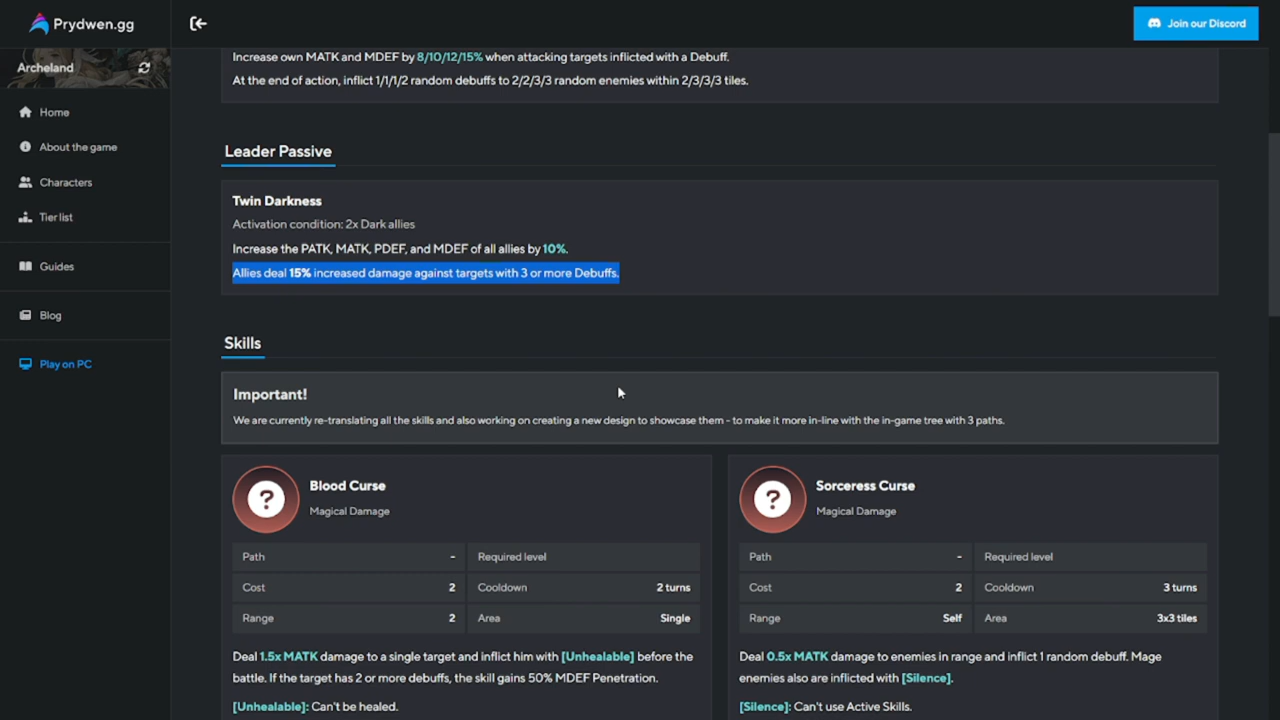 Prydwen.gg
Join our Discord
Archeland
Home
About the game
Characters
Tier list
Guides
Blog
Play on PC
Increase own MATK and MDEF by 8/10/12/15% when attacking targets inflicted with a Debuff.
At the end of action, inflict 1/1/1/2 random debuffs to 2/2/3/3 random enemies within 2/3/3/3 tiles.
Leader Passive
Twin Darkness
Activation condition: 2x Dark allies
Increase the PATK, MATK, PDEF, and MDEF of all allies by 10%.
Allies deal 15% increased damage against targets with 3 or more Debuffs.
Skills
Important!
We are currently re-translating all the skills and also working on creating a new design to showcase them - to make it more in-line with the in-game tree with 3 paths.
?
Blood Curse
Magical Damage
Path - Required level
Cost 2 Cooldown 2 turns
Range 2 Area Single
Deal 1.5x MATK damage to a single target and inflict him with [Unhealable] before the
battle. If the target has 2 or more debuffs, the skill gains 50% MDEF Penetration.
[Unhealable]: Can't be healed.
?
Sorceress Curse
Magical Damage
Path - Required level
Cost 2 Cooldown 3 turns
Range Self Area 3x3 tiles
Deal 0.5x MATK damage to enemies in range and inflict 1 random debuff. Mage
enemies also are inflicted with [Silence].
[Silence]: Can't use Active Skills.